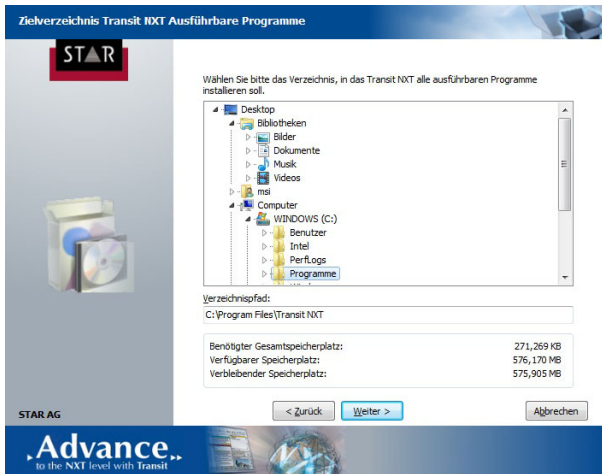 Zielverzeichnis Transit NXT Ausführbare Programme
STAR
Wählen Sie bitte das Verzeichnis, in das Transit NXT alle ausführbaren Programme
installieren soll.
Desktop
Bibliotheken
Bilder
Dokumente
Musik
Videos
msi
Computer
WINDOWS (C:)
Benutzer
Intel
PerfLogs
Programme
Verzeichnispfad:
C:\Program Files\Transit NXT
Benötigter Gesamtspeicherplatz: 271,269 KB
Verfügbarer Speicherplatz: 576,170 MB
Verbleibender Speicherplatz: 575,905 MB
STAR AG
< Zurück Weiter > Abbrechen
Advance
to the NXT level with Transit